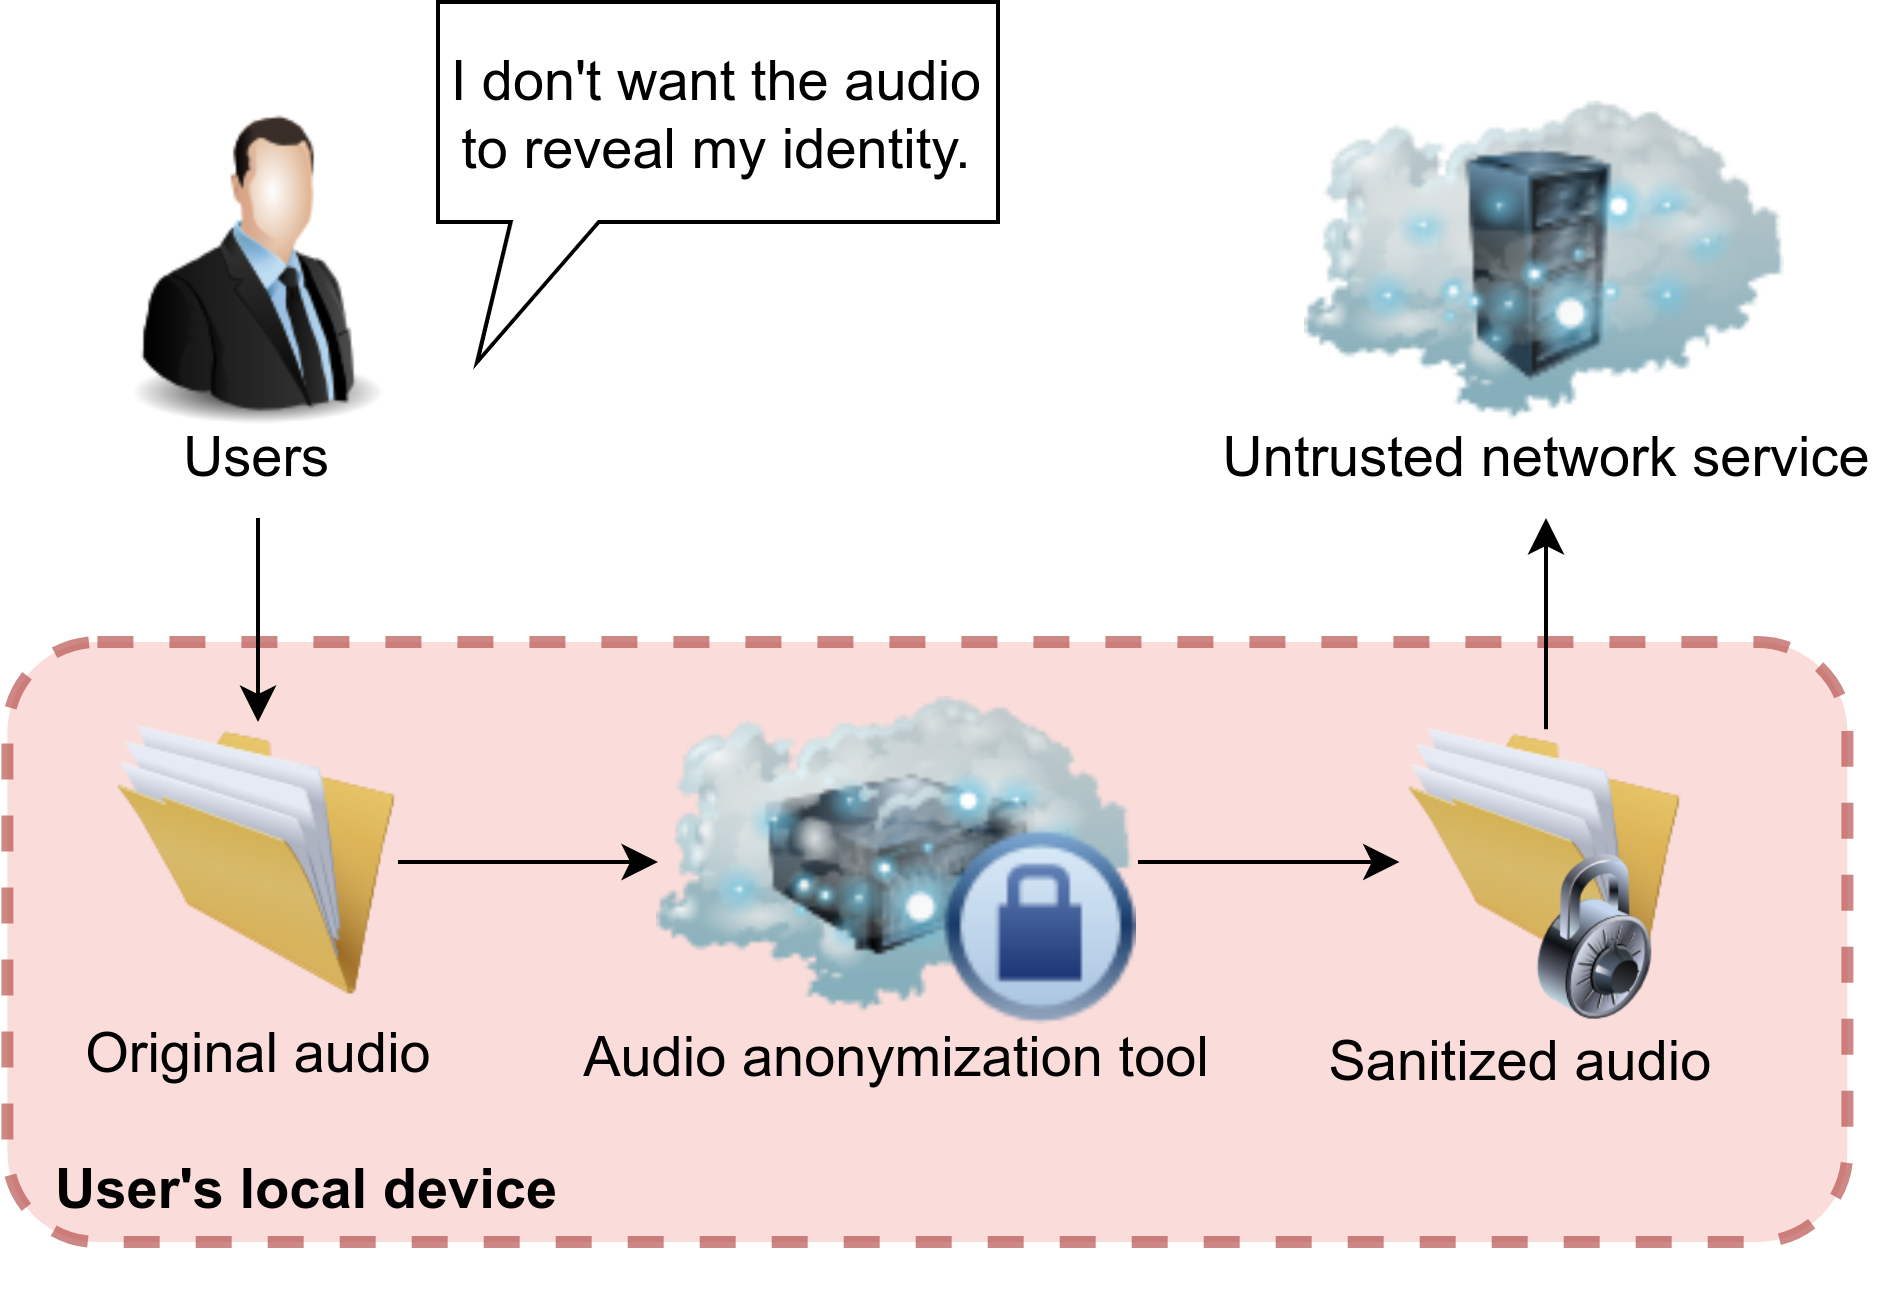 I don't want the audio
to reveal my identity.
Users
Untrusted network service
Original audio
Audio anonymization tool
Sanitized audio
User's local device